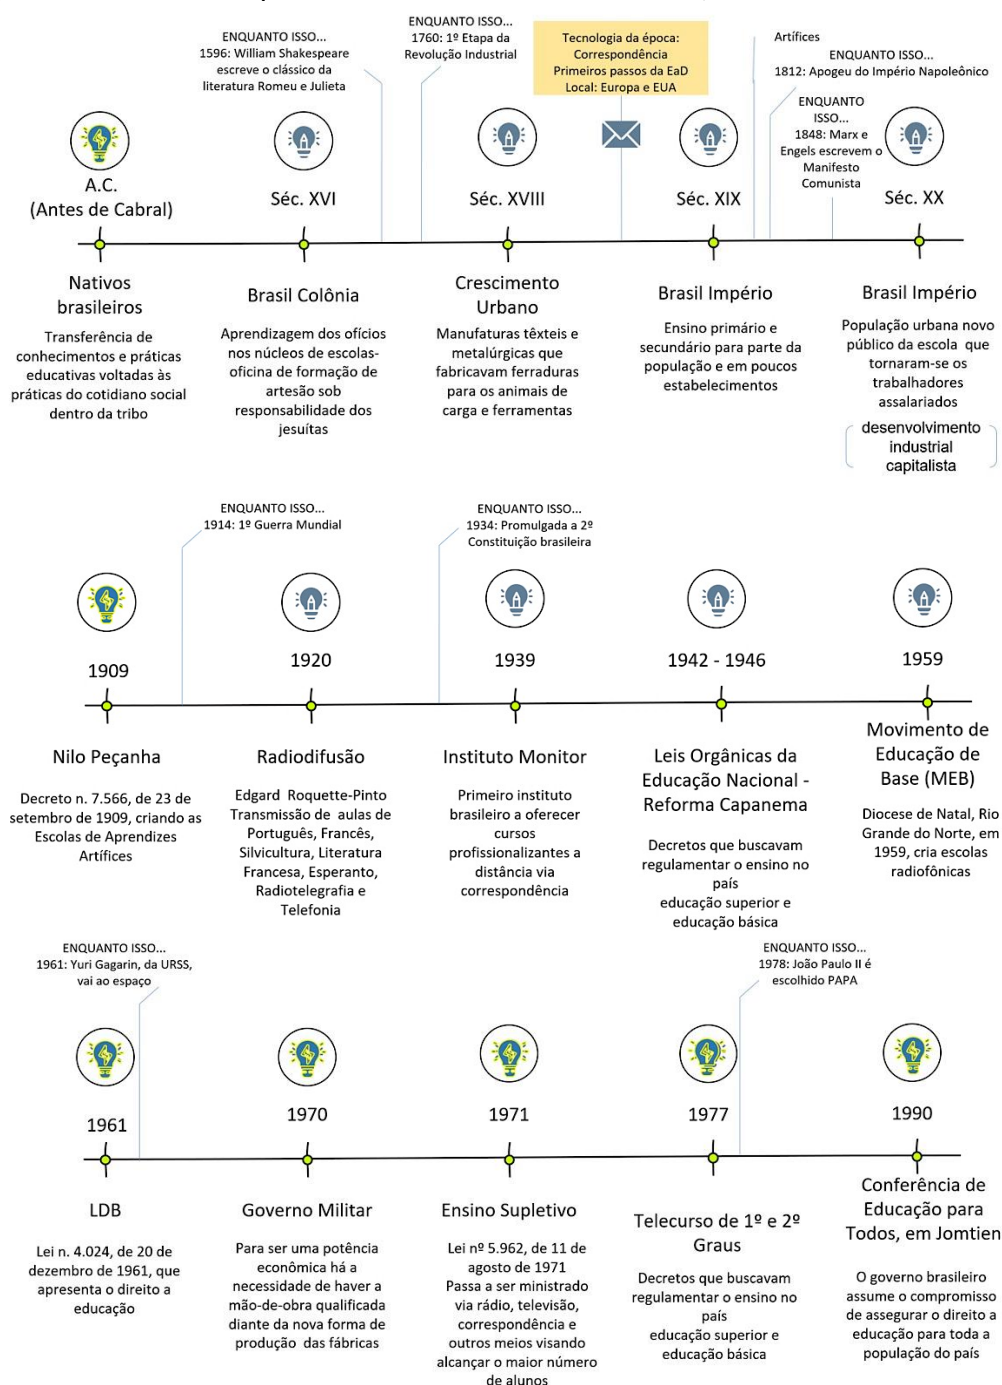 ENQUANTO ISSO...
1596: William Shakespeare
escreve o clássico da
literatura Romeu e Julieta
ENQUANTO ISSO...
1760: 1º Etapa da
Revolução Industrial
Tecnologia da época:
Correspondência
Primeiros passos da EaD
Local: Europa e EUA
Artífices
ENQUANTO ISSO...
1812: Apogeu do Império Napoleônico
ENQUANTO
ISSO...
1848: Marx e
Engels escrevem o
Manifesto
Comunista
A.C.
(Antes de Cabral)
Séc. XVI
Séc. XVIII
Séc. XIX
Séc. XX
Nativos
brasileiros
Transferência de
conhecimentos e práticas
educativas voltadas às
práticas do cotidiano social
dentro da tribo
Brasil Colônia
Aprendizagem dos ofícios
nos núcleos de escolas-
oficina de formação de
artesão sob
responsabilidade dos
jesuítas
Crescimento
Urbano
Manufaturas têxteis e
metalúrgicas que
fabricavam ferraduras
para os animais de
carga e ferramentas
Brasil Império
Ensino primário e
secundário para parte da
população e em poucos
estabelecimentos
Brasil Império
População urbana novo
público da escola que
tornaram-se os
trabalhadores
assalariados
desenvolvimento
industrial
capitalista
ENQUANTO ISSO...
1914: 1º Guerra Mundial
ENQUANTO ISSO...
1934: Promulgada a 2º
Constituição brasileira
1909
1920
1939
1942 - 1946
1959
Nilo Peçanha
Decreto n. 7.566, de 23 de
setembro de 1909, criando as
Escolas de Aprendizes
Artífices
Radiodifusão
Edgard Roquette-Pinto
Transmissão de aulas de
Português, Francês,
Silvicultura, Literatura
Francesa, Esperanto,
Radiotelegrafia e
Telefonia
Instituto Monitor
Primeiro instituto
brasileiro a oferecer
cursos
profissionalizantes a
distância via
correspondência
Leis Orgânicas da
Educação Nacional -
Reforma Capanema
Decretos que buscavam
regulamentar o ensino no
país
educação superior e
educação básica
Movimento de
Educação de
Base (MEB)
Diocese de Natal, Rio
Grande do Norte, em
1959, cria escolas
radiofônicas
ENQUANTO ISSO...
1961: Yuri Gagarin, da URSS,
vai ao espaço
ENQUANTO ISSO...
1978: João Paulo II é
escolhido PAPA
1961
1970
1971
1977
1990
LDB
Lei n. 4.024, de 20 de
dezembro de 1961, que
apresenta o direito a
educação
Governo Militar
Para ser uma potência
econômica há a
necessidade de haver a
mão-de-obra qualificada
diante da nova forma de
produção das fábricas
Ensino Supletivo
Lei nº 5.962, de 11 de
agosto de 1971
Passa a ser ministrado
via rádio, televisão,
correspondência e
outros meios visando
alcançar o maior número
de alunos
Telecurso de 1º e 2º
Graus
Decretos que buscavam
regulamentar o ensino no
país
educação superior e
educação básica
Conferência de
Educação para
Todos, em Jomtien
O governo brasileiro
assume o compromisso
de assegurar o direito a
educação para toda a
população do país